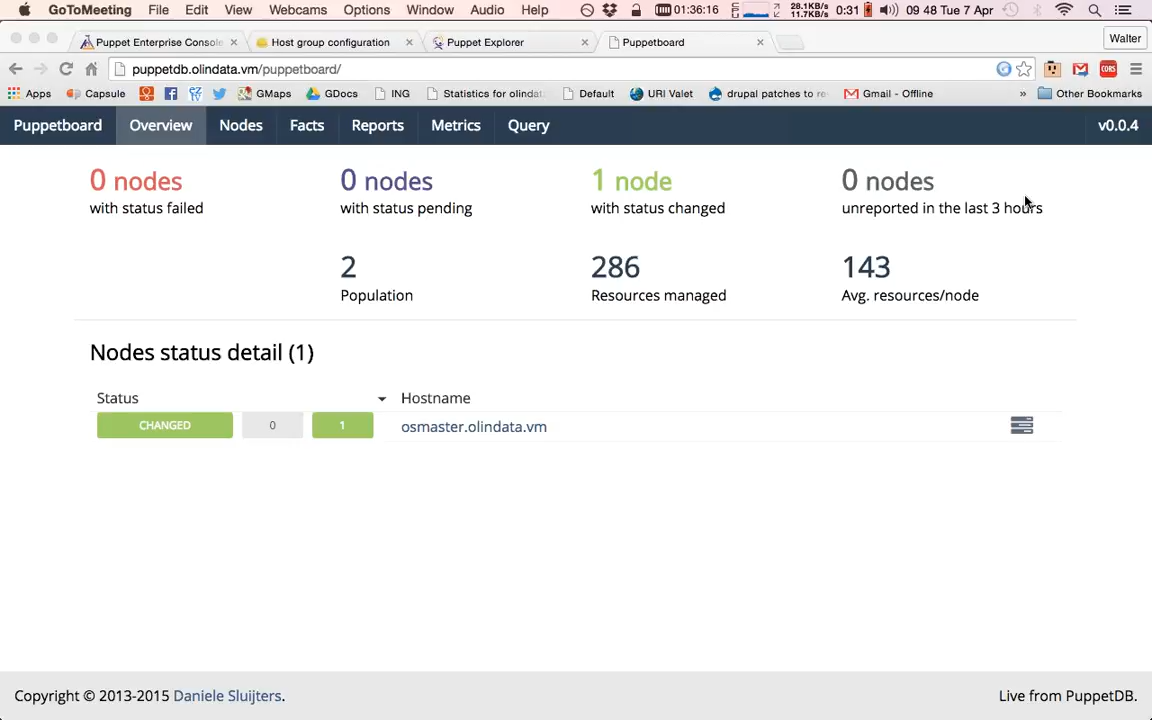 GoToMeeting File Edit View Webcams Options Window Audio Help 01:36:16 28.1KB/s 11.7KB/s 0:31 09 48 Tue 7 Apr
Puppet Enterprise Console Host group configuration Puppet Explorer Puppetboard Walter
puppetdb.olindata.vm/puppetboard/ CORS
Apps Capsule GMaps GDocs ING Statistics for olindat Default URI Valet drupal patches to re Gmail - Offline » Other Bookmarks
Puppetboard Overview Nodes Facts Reports Metrics Query v0.0.4
0 nodes 0 nodes 1 node 0 nodes
with status failed with status pending with status changed unreported in the last 3 hours
2 286 143
Population Resources managed Avg. resources/node
Nodes status detail (1)
Status Hostname
CHANGED 0 1 osmaster.olindata.vm
Copyright © 2013-2015 Daniele Sluijters. Live from PuppetDB.